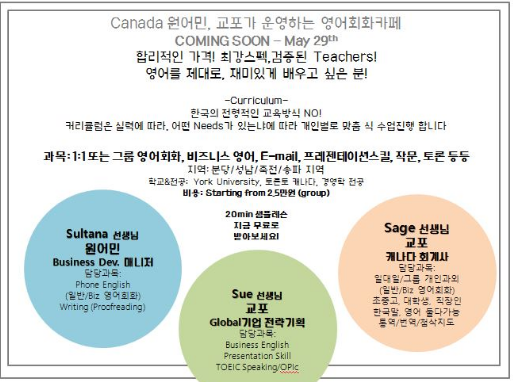 Canada 원어민, 교포가 운영하는 영어회화카페
COMING SOON – May 29th
합리적인 가격! 최강스펙,검증된 Teachers!
영어를 제대로, 재미있게 배우고 싶은 분!
-Curriculum-
한국의 전형적인 교육방식 NO!
커리큘럼은 실력에 따라, 어떤 Needs가 있는냐에 따라 개인별로 맞춤 식 수업진행 합니다
과목 : 1:1 또는 그룹 영어회화, 비즈니스 영어, E-mail, 프레젠테이션스킬, 작문, 토론 등등
지역: 분당/성남/죽전/송파 지역
학교&전공: York University, 토론토 캐나다, 경영학 전공
비용: Starting from 2.5만원 (group)
20min 샘플레슨
지금 무료로
받아보세요!
Sultana 선생님
원어민
Business Dev. 매니저
담당과목:
Phone English
(일반/Biz 영어회화)
Writing (Proofreading)
Sue 선생님
교포
Global기업 전략기획
담당과목:
Business English
Presentation Skill
TOEIC Speaking/OPic
Sage 선생님
교포
캐나다 회계사
담당과목:
일대일/그룹 개인과외
(일반/Biz 영어회화)
초중고, 대학생, 직장인
한국말, 영어 둘다가능
통역/번역/첨삭지도